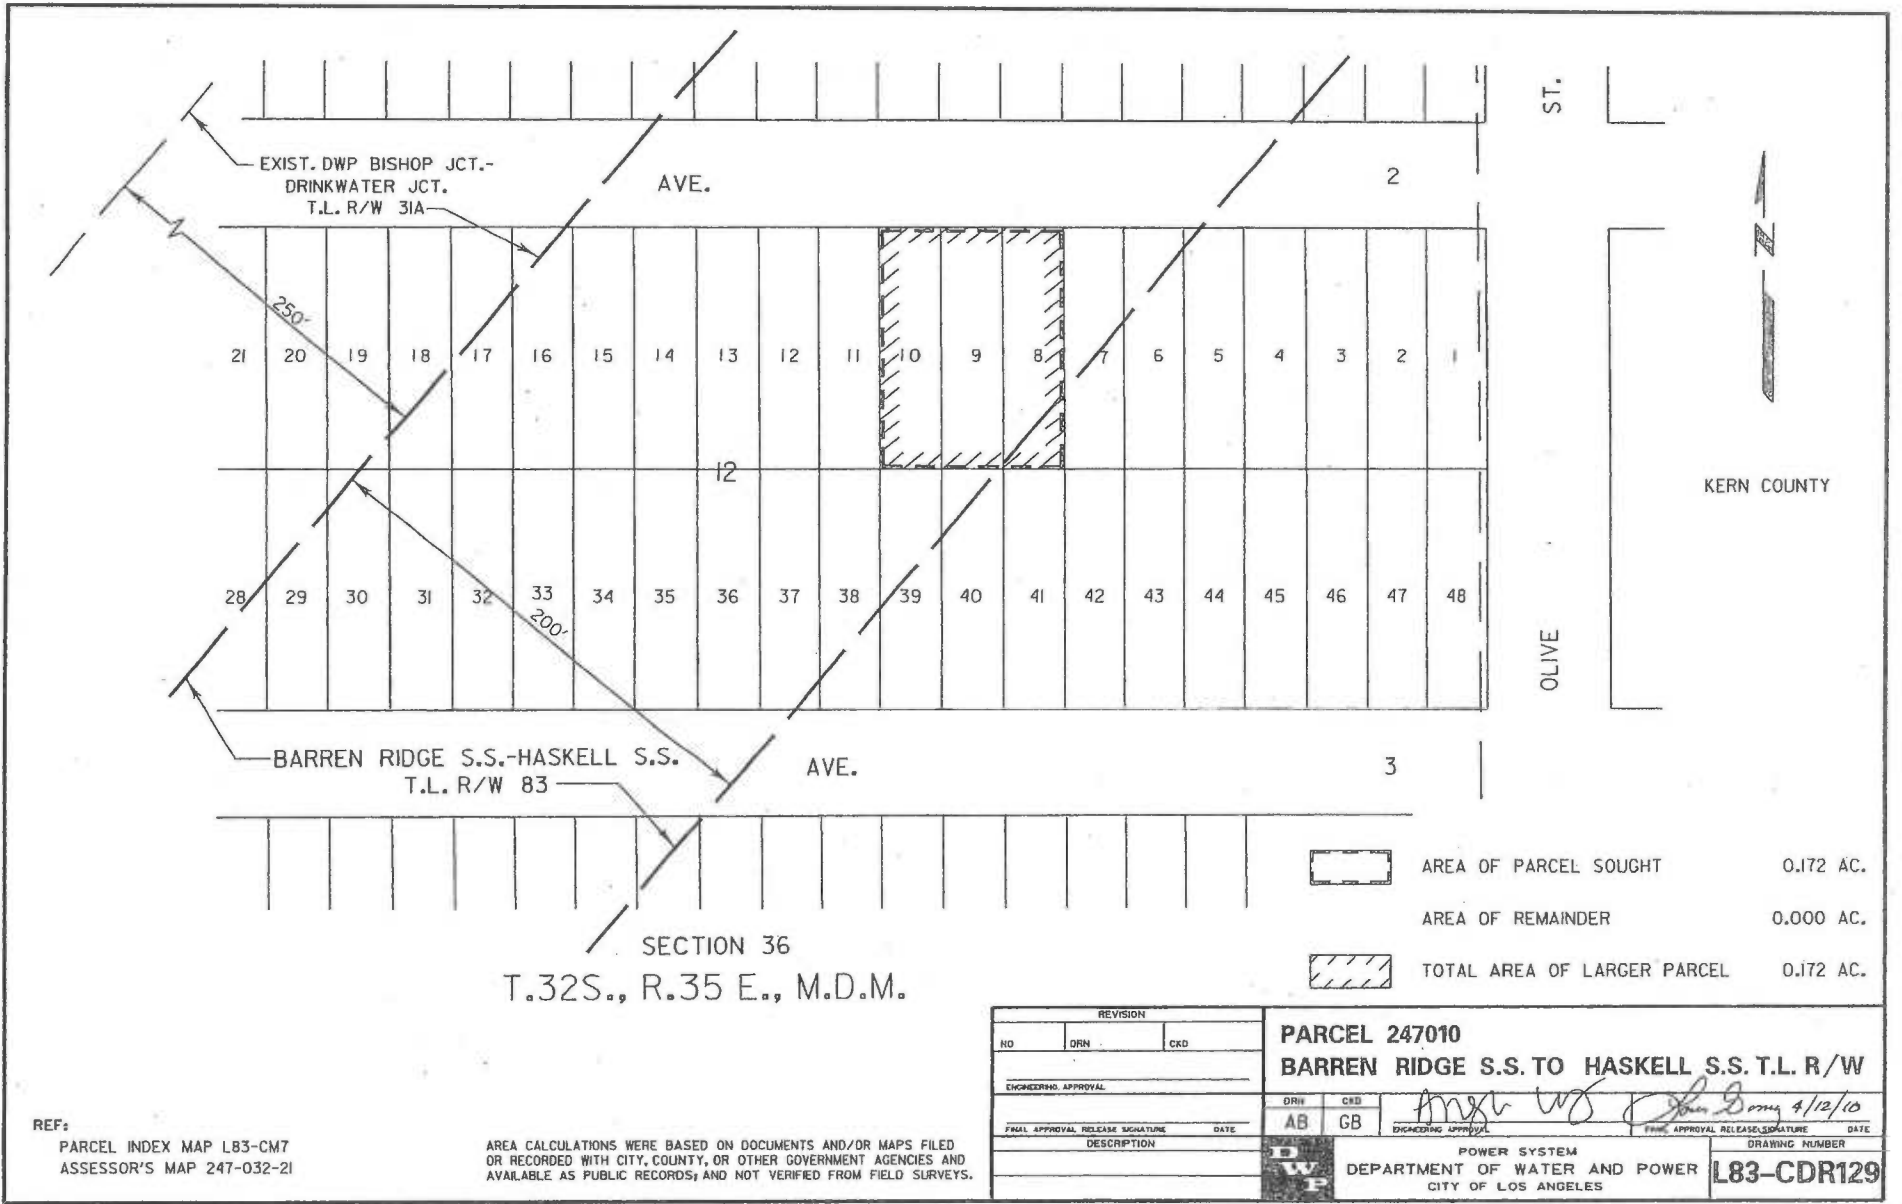 ST.
EXIST. DWP BISHOP JCT.-
DRINKWATER JCT.
T.L. R/W 31A
AVE.
2
N
250'
21 20 19 18 17 16 15 14 13 12 11 10 9 8 7 6 5 4 3 2 1
12
KERN COUNTY
28 29 30 31 32 33 34 35 36 37 38 39 40 41 42 43 44 45 46 47 48
200'
OLIVE
BARREN RIDGE S.S.-HASKELL S.S.
T.L. R/W 83
AVE.
3
AREA OF PARCEL SOUGHT 0.172 AC.
AREA OF REMAINDER 0.000 AC.
TOTAL AREA OF LARGER PARCEL 0.172 AC.
SECTION 36
T.32S., R.35 E., M.D.M.
REVISION
NO DRN CKD
ENGINEERING APPROVAL
FINAL APPROVAL RELEASE SIGNATURE DATE
DESCRIPTION
PARCEL 247010
BARREN RIDGE S.S. TO HASKELL S.S. T.L. R/W
DRN CKD
AB GB
4/12/10
ENGINEERING APPROVAL
FINAL APPROVAL RELEASE SIGNATURE DATE
DWP
POWER SYSTEM
DEPARTMENT OF WATER AND POWER
CITY OF LOS ANGELES
DRAWING NUMBER
L83-CDR129
REF:
PARCEL INDEX MAP L83-CM7
ASSESSOR'S MAP 247-032-21
AREA CALCULATIONS WERE BASED ON DOCUMENTS AND/OR MAPS FILED
OR RECORDED WITH CITY, COUNTY, OR OTHER GOVERNMENT AGENCIES AND
AVAILABLE AS PUBLIC RECORDS; AND NOT VERIFIED FROM FIELD SURVEYS.